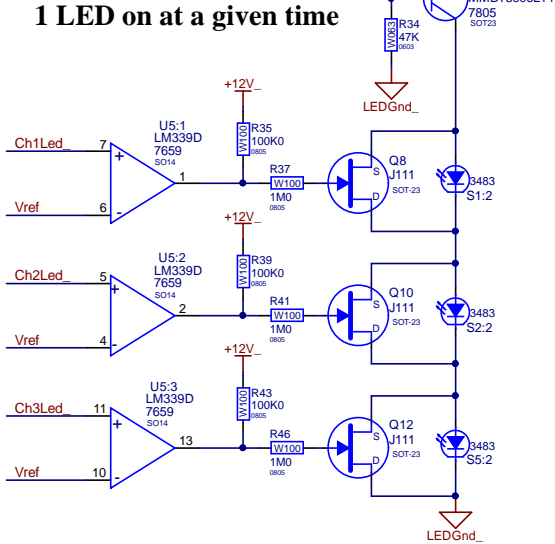 1 LED on at a given time
7805
SOT23
R34
47K
0603
W063
LEDGnd_
+12V_
U5:1
LM339D
7659
SO14
Ch1Led_
7
+
1
Vref
6
-
W100
R35
100K0
0805
R37
W100
1M0
0805
Q8
J111
SOT-23
S
D
3483
S1:2
+12V_
U5:2
LM339D
7659
SO14
Ch2Led_
5
+
2
Vref
4
-
W100
R39
100K0
0805
R41
W100
1M0
0805
Q10
J111
SOT-23
S
D
3483
S2:2
+12V_
U5:3
LM339D
7659
SO14
Ch3Led_
11
+
13
Vref
10
-
W100
R43
100K0
0805
R46
W100
1M0
0805
Q12
J111
SOT-23
S
D
3483
S5:2
LEDGnd_